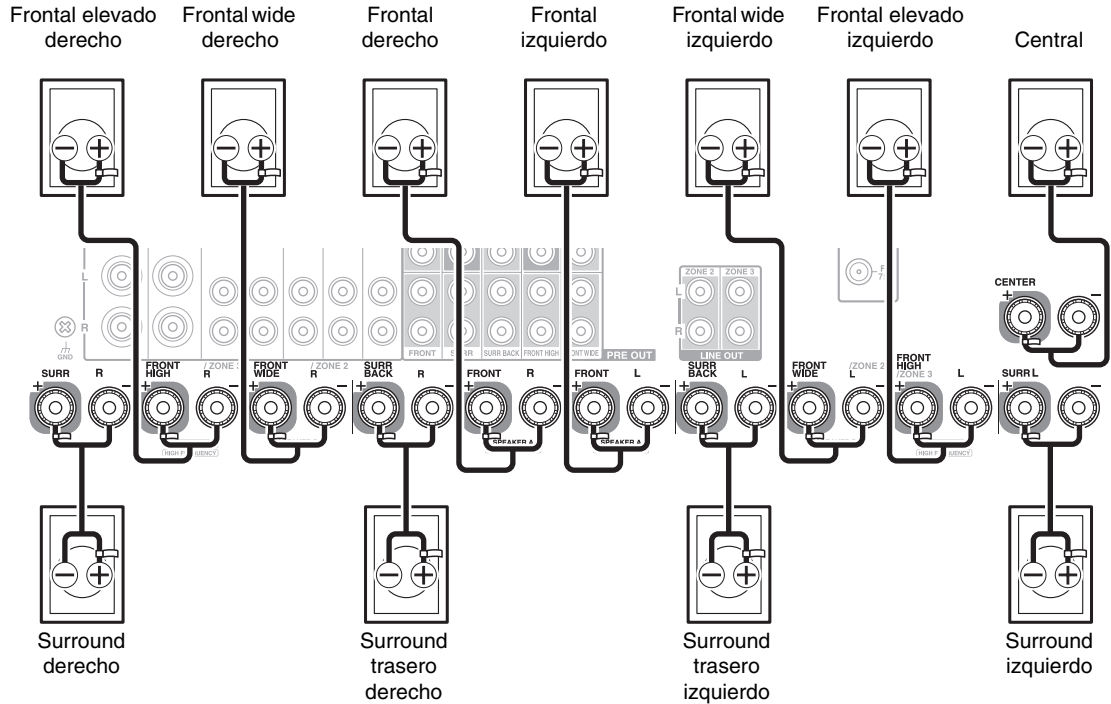 Frontal elevado derecho
Frontal wide derecho
Frontal derecho
Frontal izquierdo
Frontal wide izquierdo
Frontal elevado izquierdo
Central
L
R
GND
FRONT
SURR BACK
FRONT HIGH
PRE OUT
ZONE 2
ZONE 3
L
R
LINE OUT
CENTER
+
−
SURR R
+
−
FRONT HIGH R
/ZONE 3
+
−
FRONT WIDE R
/ZONE 2
+
−
SURR BACK R
+
−
FRONT R
+
−
SPEAKER A
FRONT L
+
−
SPEAKER A
SURR BACK L
+
−
FRONT WIDE L
/ZONE 2
+
−
FRONT HIGH L
/ZONE 3
+
−
SURR L
+
−
Surround derecho
Surround trasero derecho
Surround trasero izquierdo
Surround izquierdo